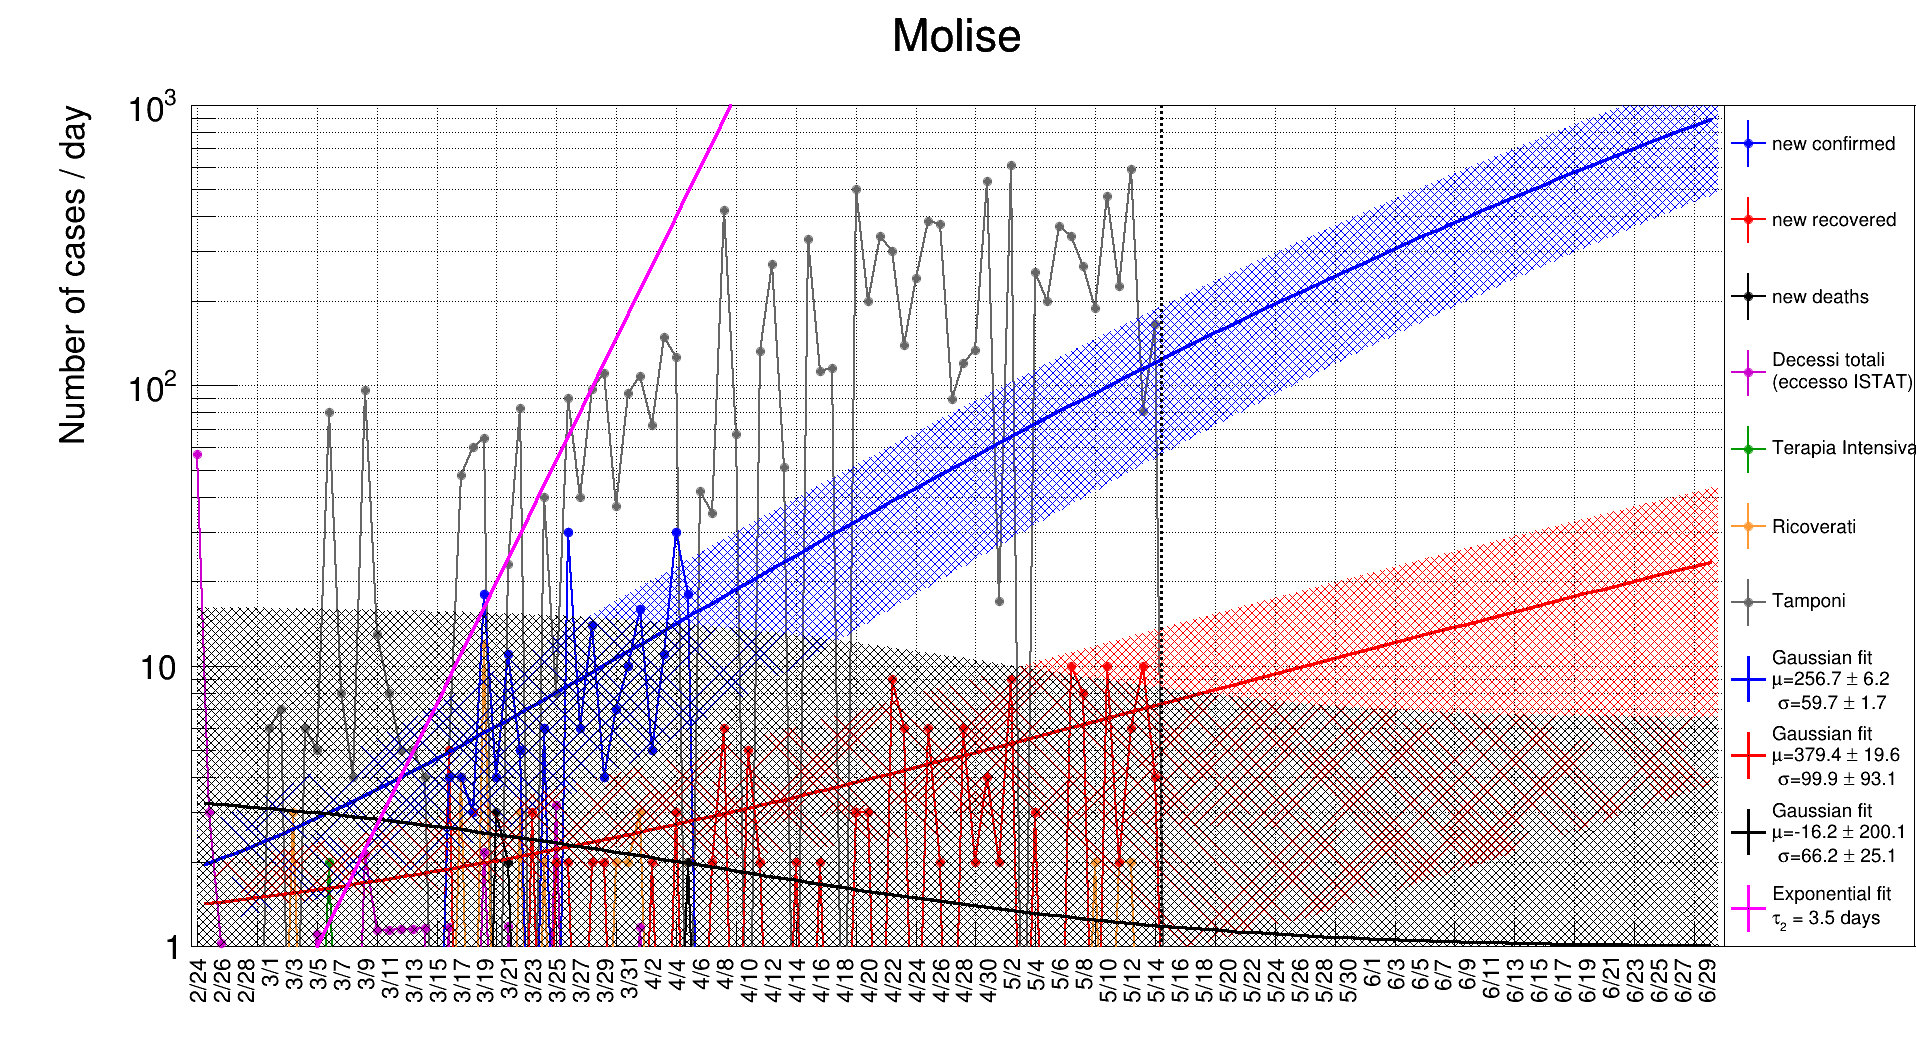 Molise
Number of cases / day
10³
10²
10
1
2/24 2/26 2/28 3/1 3/3 3/5 3/7 3/9 3/11 3/13 3/15 3/17 3/19 3/21 3/23 3/25 3/27 3/29 3/31 4/2 4/4 4/6 4/8 4/10 4/12 4/14 4/16 4/18 4/20 4/22 4/24 4/26 4/28 4/30 5/2 5/4 5/6 5/8 5/10 5/12 5/14 5/16 5/18 5/20 5/22 5/24 5/26 5/28 5/30 6/1 6/3 6/5 6/7 6/9 6/11 6/13 6/15 6/17 6/19 6/21 6/23 6/25 6/27 6/29
new confirmed
new recovered
new deaths
Decessi totali
(eccesso ISTAT)
Terapia Intensiva
Ricoverati
Tamponi
Gaussian fit
μ=256.7 ± 6.2
σ=59.7 ± 1.7
Gaussian fit
μ=379.4 ± 19.6
σ=99.9 ± 93.1
Gaussian fit
μ=-16.2 ± 200.1
σ=66.2 ± 25.1
Exponential fit
τ₂ = 3.5 days